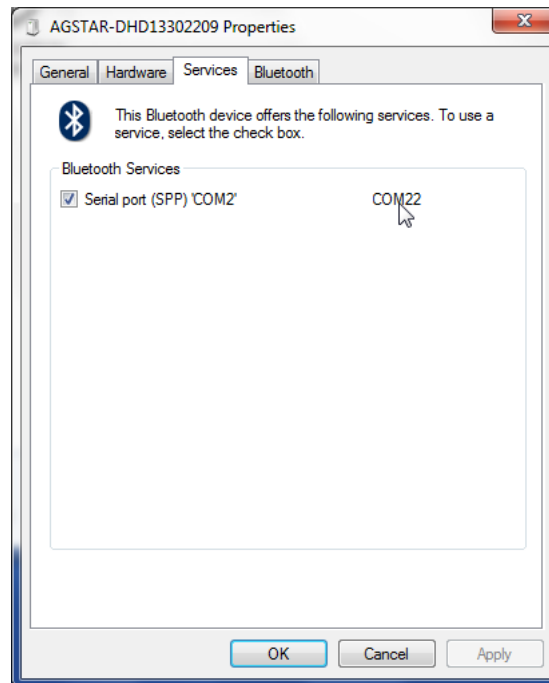 AGSTAR-DHD13302209 Properties
General Hardware Services Bluetooth
This Bluetooth device offers the following services. To use a
service, select the check box.
Bluetooth Services
Serial port (SPP) 'COM2' COM22
OK Cancel Apply